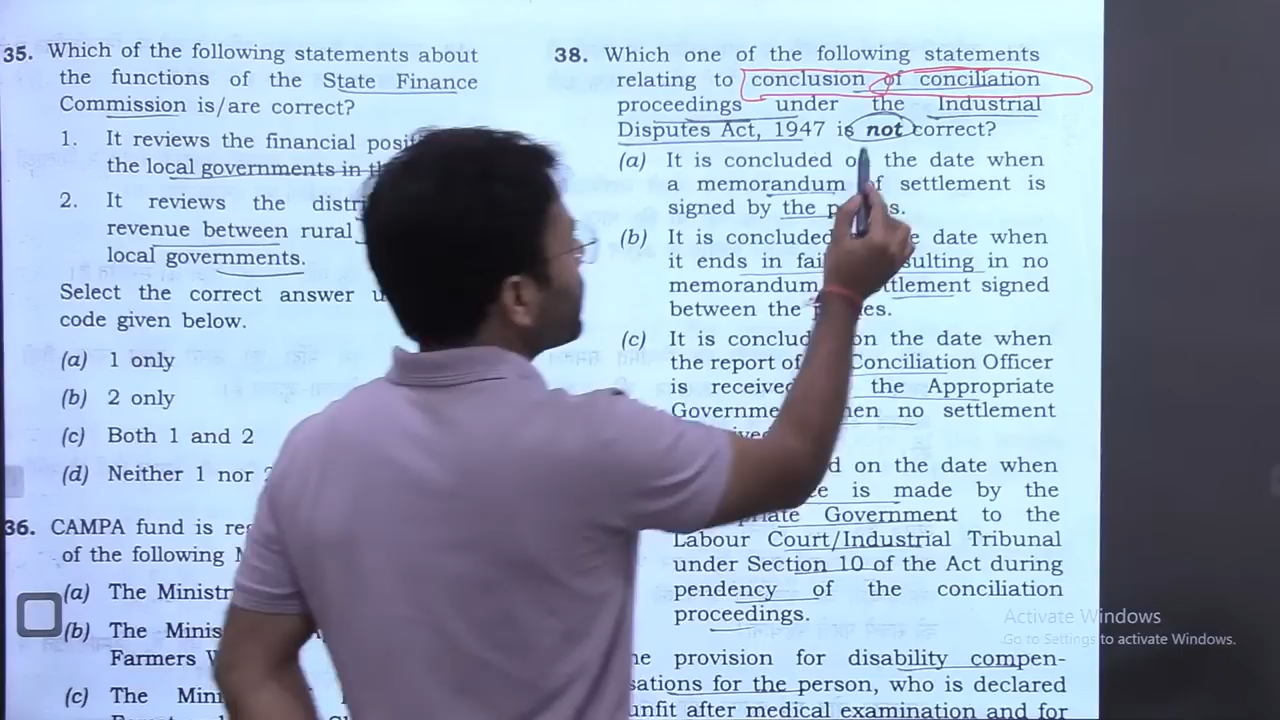 35. Which of the following statements about
the functions of the State Finance
Commission is/are correct?
1. It reviews the financial posit
the local governments in th
2. It reviews the distri
revenue between rural
local governments.
Select the correct answer u
code given below.
(a) 1 only
(b) 2 only
(c) Both 1 and 2
(d) Neither 1 nor 2
36. CAMPA fund is reg
of the following M
(a) The Ministr
(b) The Minis
Farmers W
(c) The Mini
38. Which one of the following statements
relating to conclusion of conciliation
proceedings under the Industrial
Disputes Act, 1947 is not correct?
(a) It is concluded on the date when
a memorandum of settlement is
signed by the p s.
(b) It is concluded e date when
it ends in fai sulting in no
memorandum ttlement signed
between the p es.
(c) It is conclud on the date when
the report of Conciliation Officer
is received the Appropriate
Governme hen no settlement
ived
d on the date when
ce is made by the
priate Government to the
Labour Court/Industrial Tribunal
under Section 10 of the Act during
pendency of the conciliation
proceedings.
he provision for disability compen-
sations for the person, who is declared
unfit after medical examination and for
Activate Windows
Go to Settings to activate Windows.